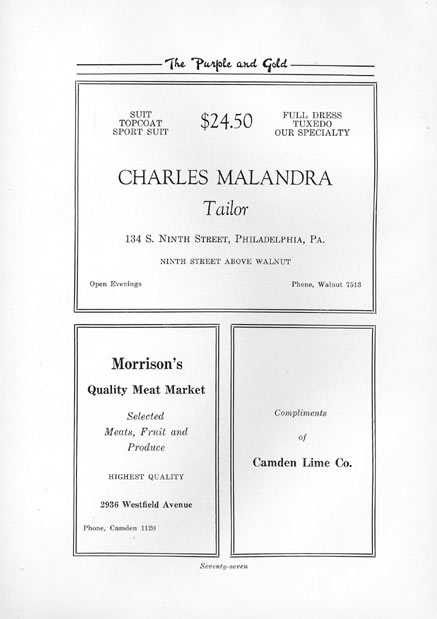 The Purple and Gold
SUIT
TOPCOAT
SPORT SUIT
$24.50
FULL DRESS
TUXEDO
OUR SPECIALTY
CHARLES MALANDRA
Tailor
134 S. NINTH STREET, PHILADELPHIA, PA.
NINTH STREET ABOVE WALNUT
Open Evenings
Phone, Walnut 7513
Morrison's
Quality Meat Market
Selected
Meats, Fruit and
Produce
HIGHEST QUALITY
2936 Westfield Avenue
Phone, Camden 1120
Compliments
of
Camden Lime Co.
Seventy-seven